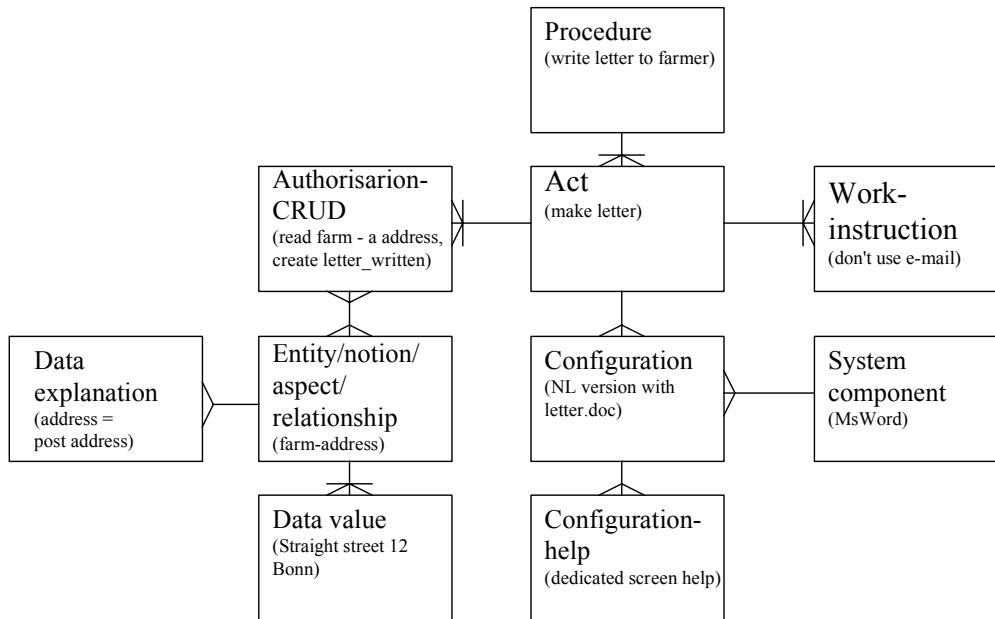 Procedure
(write letter to farmer)
Authorisarion-
CRUD
(read farm - a address,
create letter_written)
Act
(make letter)
Work-
instruction
(don't use e-mail)
Data
explanation
(address =
post address)
Entity/notion/
aspect/
relationship
(farm-address)
Configuration
(NL version with
letter.doc)
System
component
(MsWord)
Data value
(Straight street 12
Bonn)
Configuration-
help
(dedicated screen help)